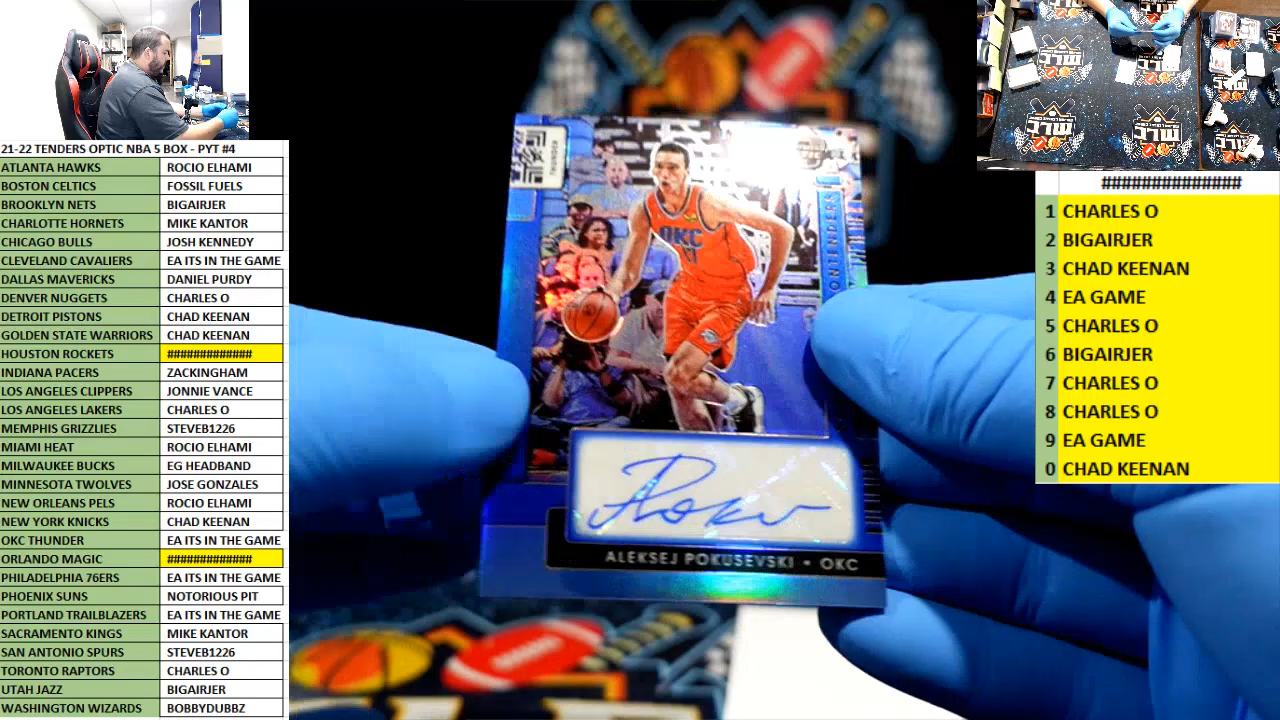 21-22 TENDERS OPTIC NBA 5 BOX - PYT #4
ATLANTA HAWKS ROCIO ELHAMI
BOSTON CELTICS FOSSIL FUELS
BROOKLYN NETS BIGAIRJER
CHARLOTTE HORNETS MIKE KANTOR
CHICAGO BULLS JOSH KENNEDY
CLEVELAND CAVALIERS EA ITS IN THE GAME
DALLAS MAVERICKS DANIEL PURDY
DENVER NUGGETS CHARLES O
DETROIT PISTONS CHAD KEENAN
GOLDEN STATE WARRIORS CHAD KEENAN
HOUSTON ROCKETS #############
INDIANA PACERS ZACKINGHAM
LOS ANGELES CLIPPERS JONNIE VANCE
LOS ANGELES LAKERS CHARLES O
MEMPHIS GRIZZLIES STEVEB1226
MIAMI HEAT ROCIO ELHAMI
MILWAUKEE BUCKS EG HEADBAND
MINNESOTA TWOLVES JOSE GONZALES
NEW ORLEANS PELS ROCIO ELHAMI
NEW YORK KNICKS CHAD KEENAN
OKC THUNDER EA ITS IN THE GAME
ORLANDO MAGIC #############
PHILADELPHIA 76ERS EA ITS IN THE GAME
PHOENIX SUNS NOTORIOUS PIT
PORTLAND TRAILBLAZERS EA ITS IN THE GAME
SACRAMENTO KINGS MIKE KANTOR
SAN ANTONIO SPURS STEVEB1226
TORONTO RAPTORS CHARLES O
UTAH JAZZ BIGAIRJER
WASHINGTON WIZARDS BOBBYDUBBZ
OKC
ONTENDERS
Poku
ALEKSEJ POKUSEVSKI • OKC
##############
1 CHARLES O
2 BIGAIRJER
3 CHAD KEENAN
4 EA GAME
5 CHARLES O
6 BIGAIRJER
7 CHARLES O
8 CHARLES O
9 EA GAME
0 CHAD KEENAN